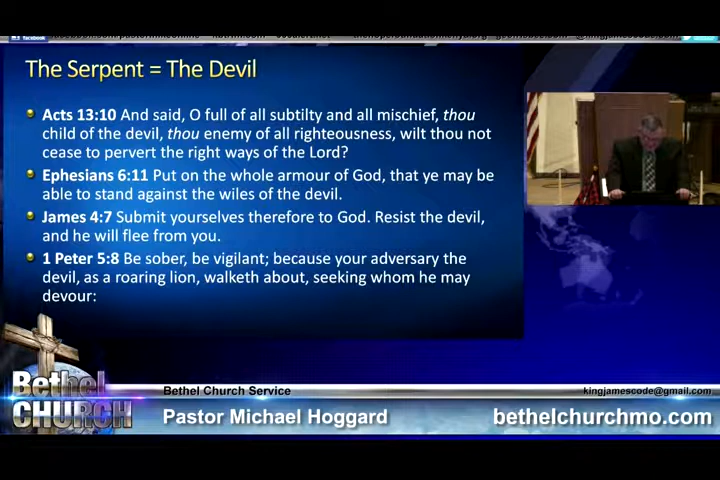 Facebook
The Serpent = The Devil
Acts 13:10 And said, O full of all subtilty and all mischief, thou
child of the devil, thou enemy of all righteousness, wilt thou not
cease to pervert the right ways of the Lord?
Ephesians 6:11 Put on the whole armour of God, that ye may be
able to stand against the wiles of the devil.
James 4:7 Submit yourselves therefore to God. Resist the devil,
and he will flee from you.
1 Peter 5:8 Be sober, be vigilant; because your adversary the
devil, as a roaring lion, walketh about, seeking whom he may
devour:
Bethel
CHURCH
Bethel Church Service
kingjamescode@gmail.com
Pastor Michael Hoggard
bethelchurchmo.com